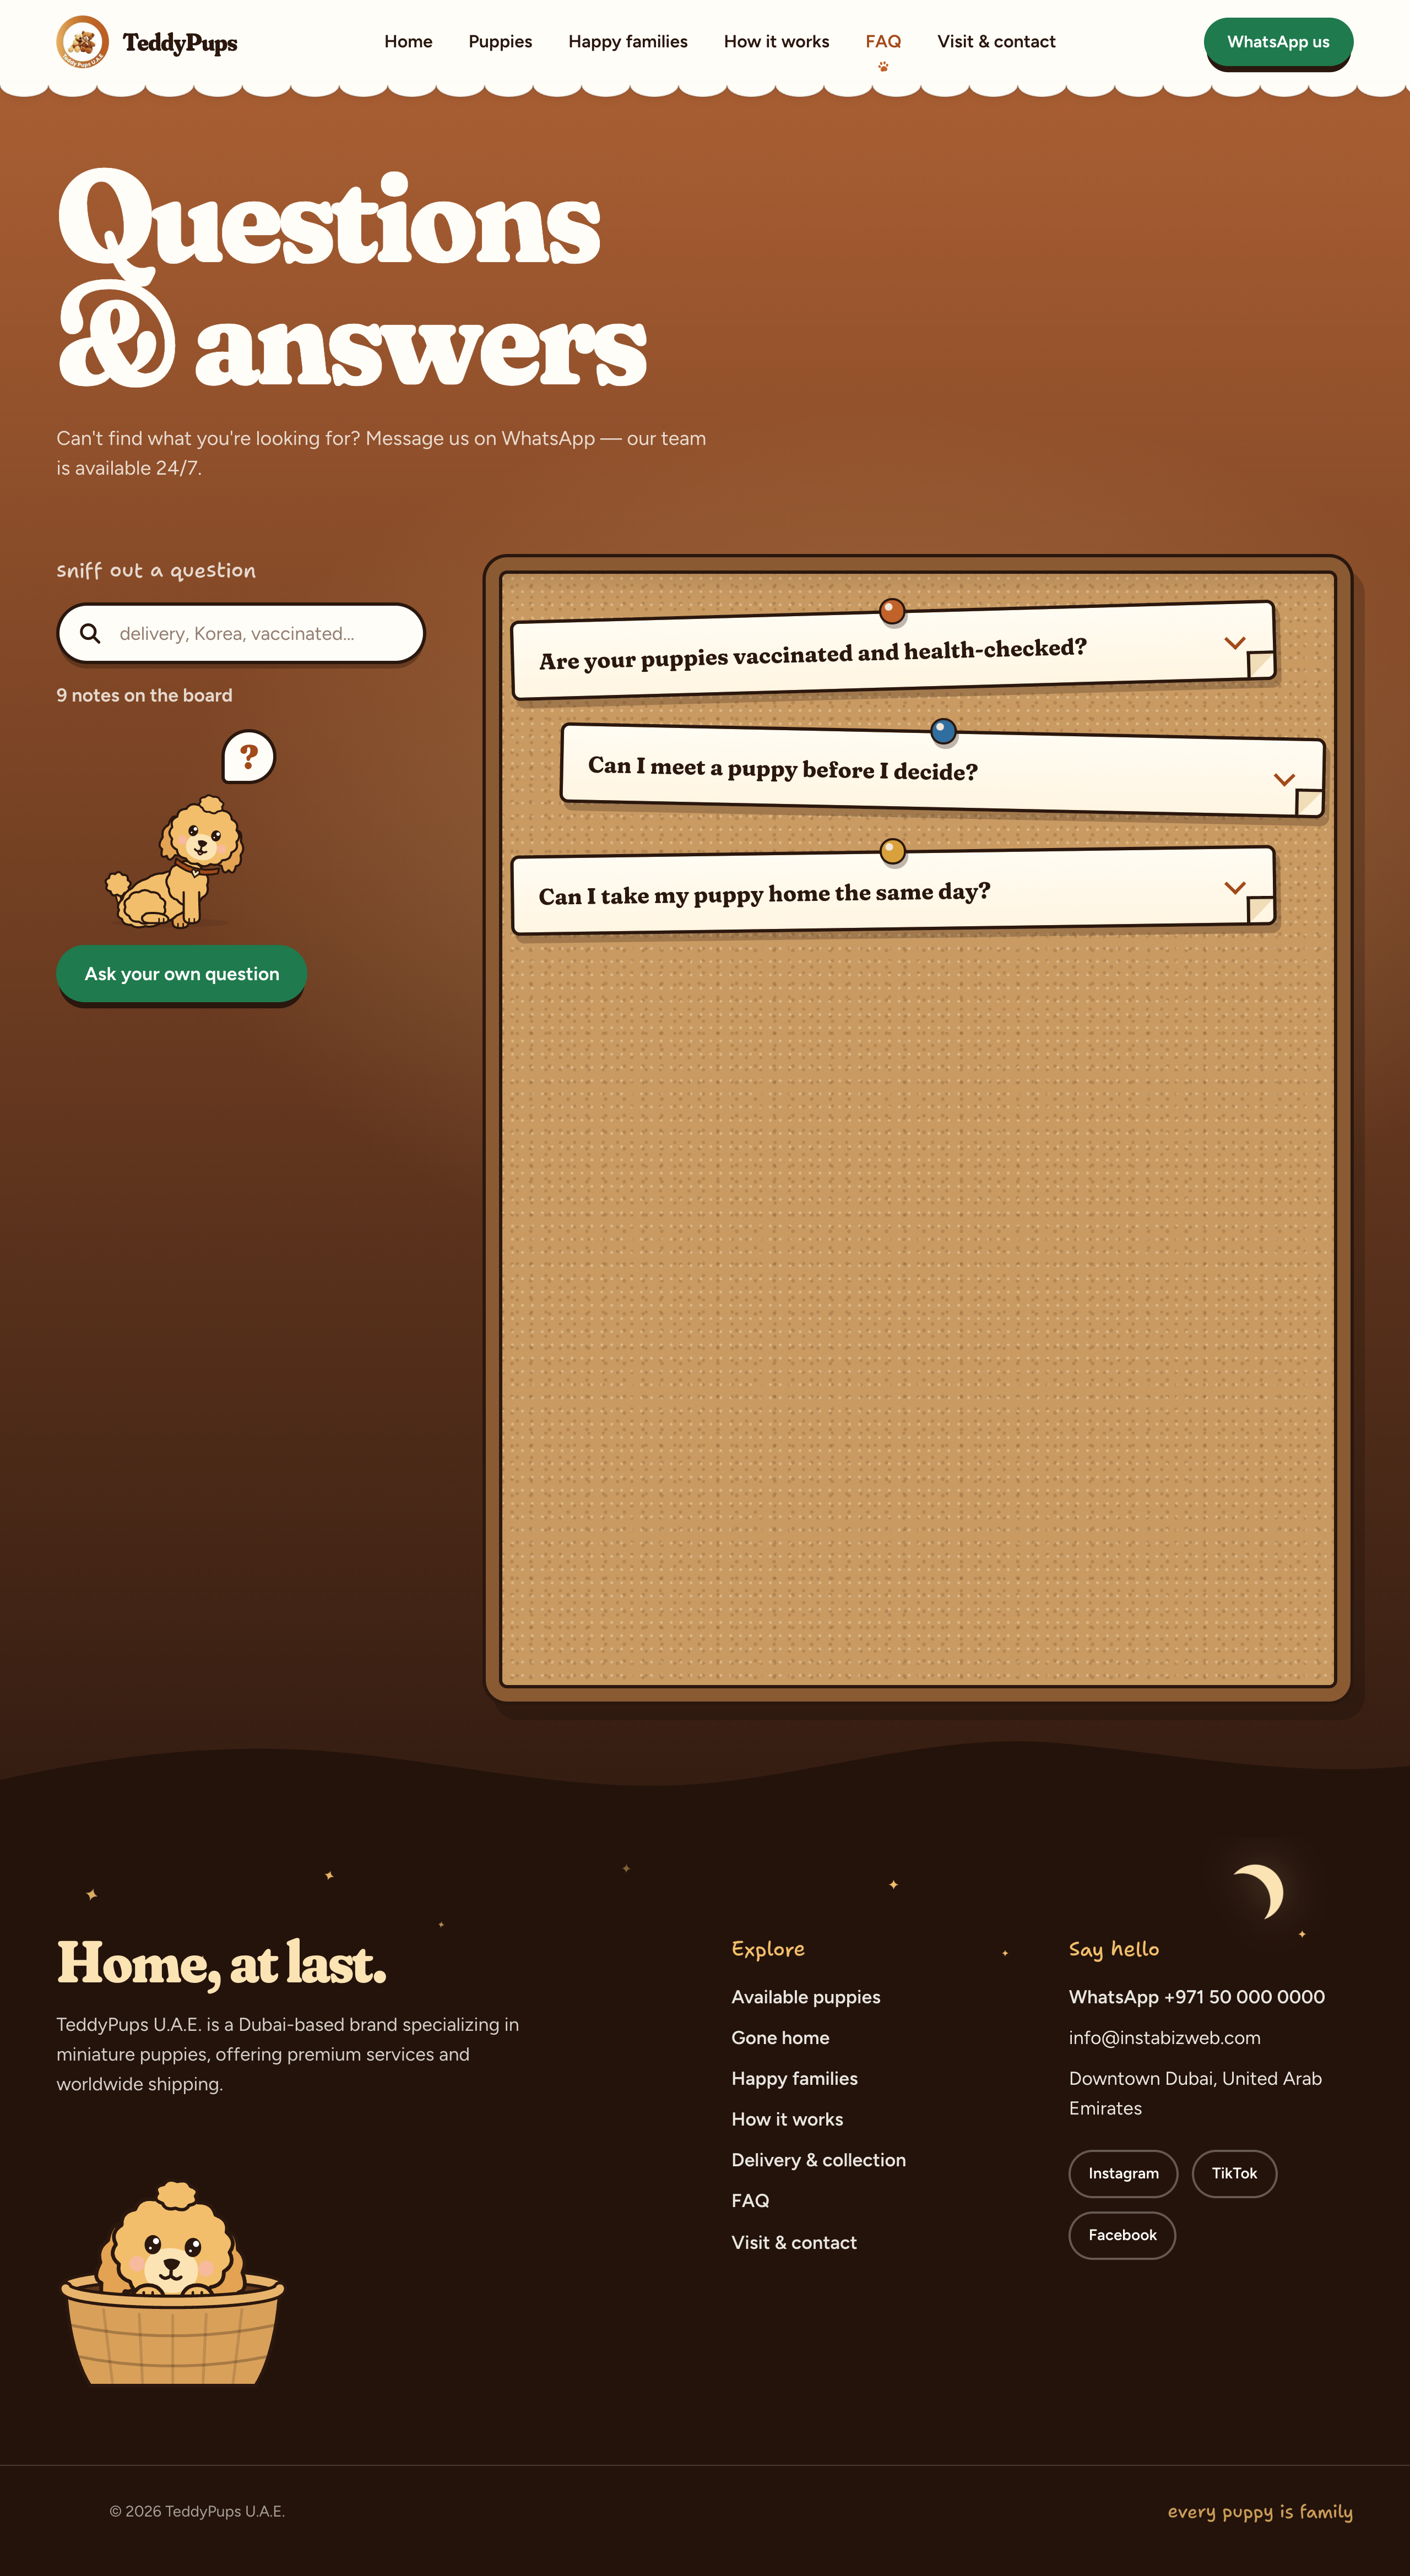 TeddyPups
Home
Puppies
Happy families
How it works
FAQ
Visit & contact
WhatsApp us
Questions
& answers
Can't find what you're looking for? Message us on WhatsApp — our team
is available 24/7.
sniff out a question
delivery, Korea, vaccinated...
9 notes on the board
?
Ask your own question
Are your puppies vaccinated and health-checked?
Can I meet a puppy before I decide?
Can I take my puppy home the same day?
Home, at last.
TeddyPups U.A.E. is a Dubai-based brand specializing in
miniature puppies, offering premium services and
worldwide shipping.
Explore
Available puppies
Gone home
Happy families
How it works
Delivery & collection
FAQ
Visit & contact
Say hello
WhatsApp +971 50 000 0000
info@instabizweb.com
Downtown Dubai, United Arab
Emirates
Instagram
TikTok
Facebook
© 2026 TeddyPups U.A.E.
every puppy is family